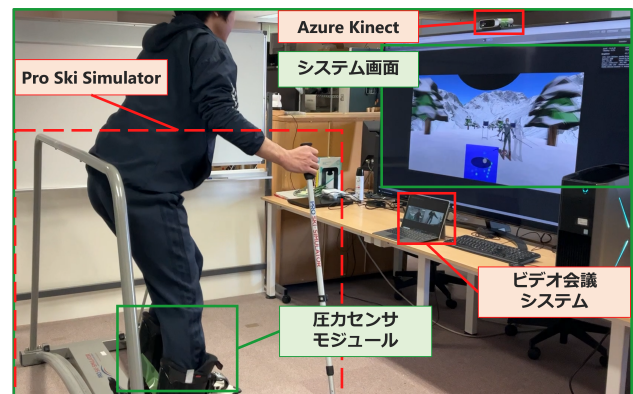 Azure Kinect
システム画面
Pro Ski Simulator
ビデオ会議
システム
圧力センサ
モジュール